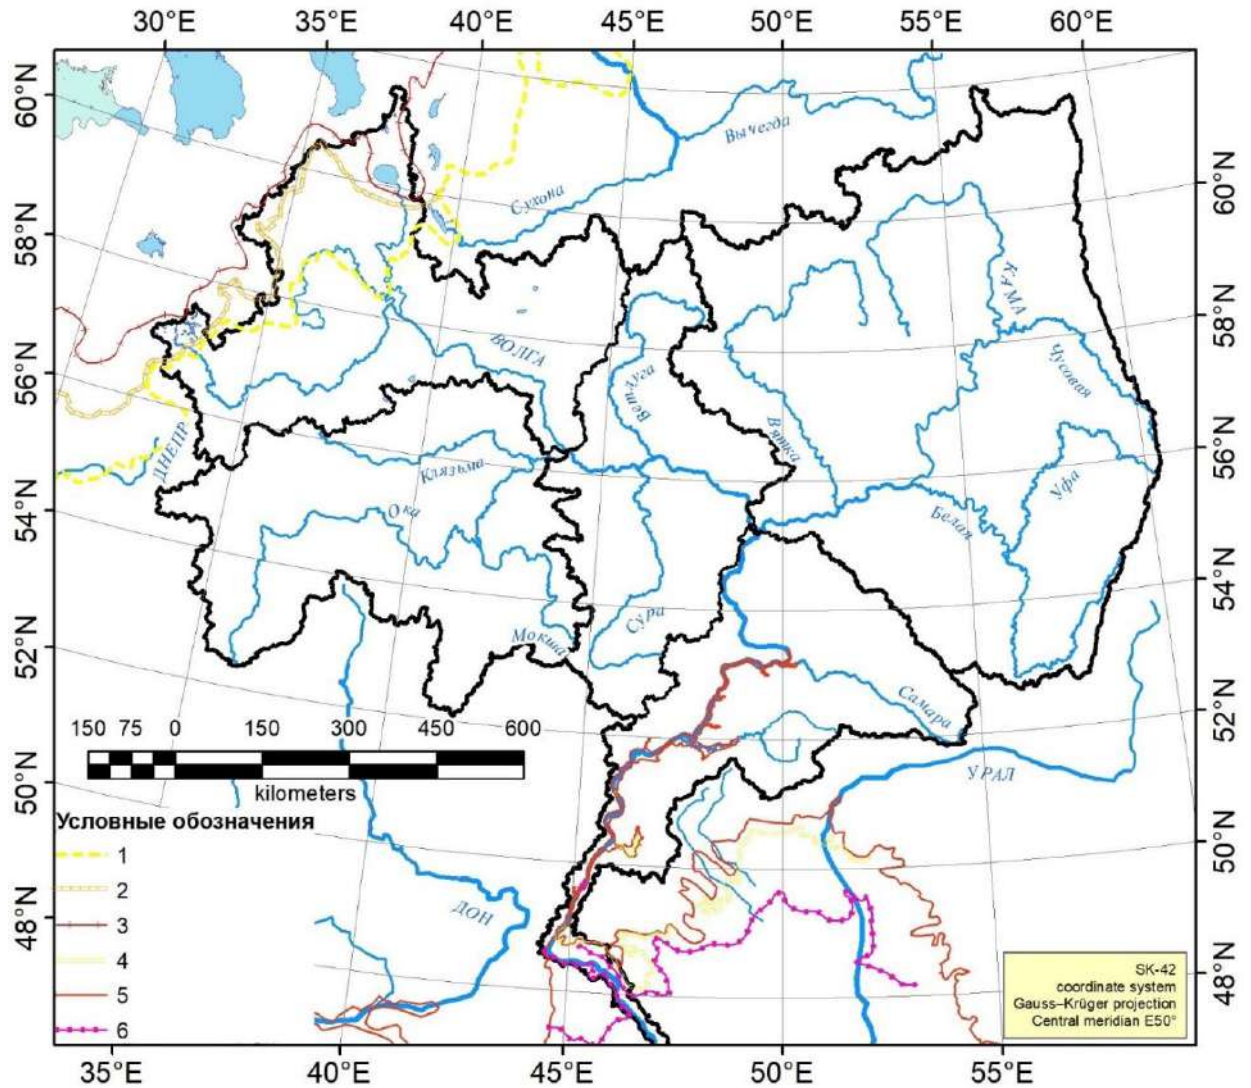 30°E 35°E 40°E 45°E 50°E 55°E 60°E
60°N
58°N
56°N
54°N
52°N
50°N
48°N
60°N
58°N
56°N
54°N
52°N
50°N
48°N
Вычегда
Сухона
КАМА
ВОЛГА
Ветлуга
Чусовая
Вятка
ДНЕПР
Клязьма
Уфа
Ока
Белая
Сура
Мокша
Самара
УРАЛ
ДОН
150 75 0 150 300 450 600
kilometers
Условные обозначения
1
2
3
4
5
6
SK-42
coordinate system
Gauss–Krüger projection
Central meridian E50°
35°E 40°E 45°E 50°E 55°E